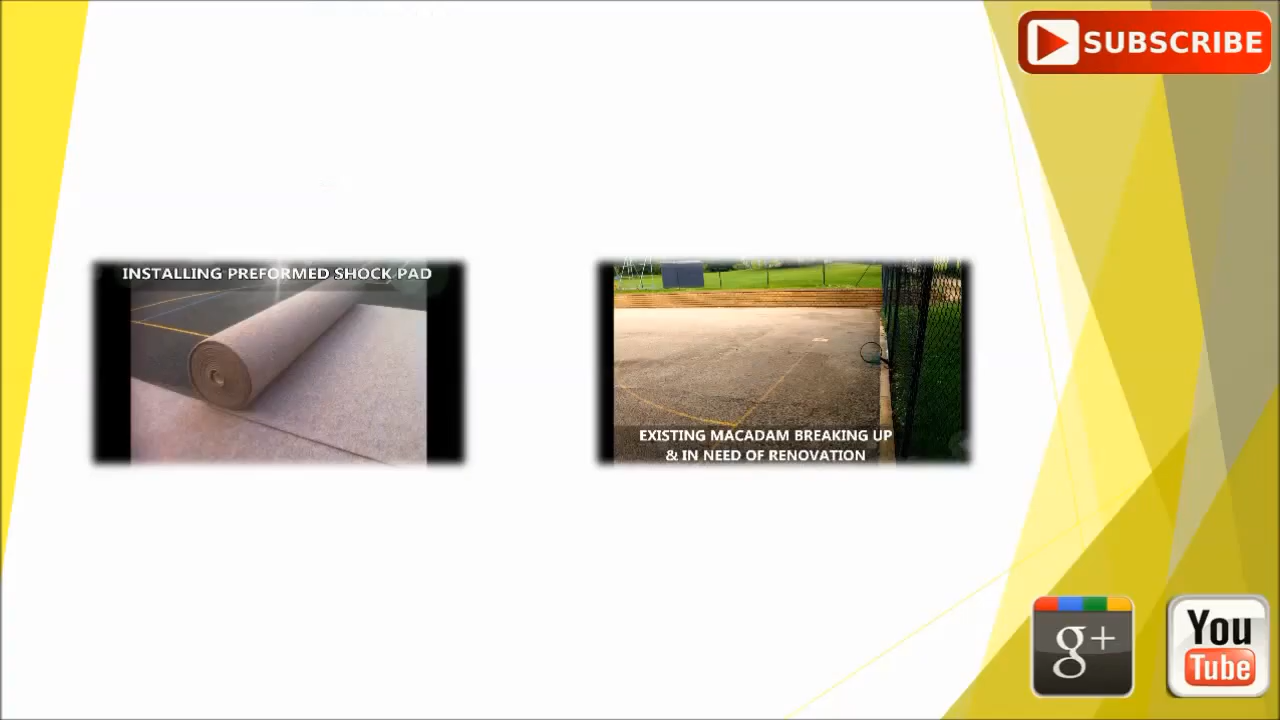 SUBSCRIBE
INSTALLING PREFORMED SHOCK PAD
EXISTING MACADAM BREAKING UP
& IN NEED OF RENOVATION
g+
You
Tube